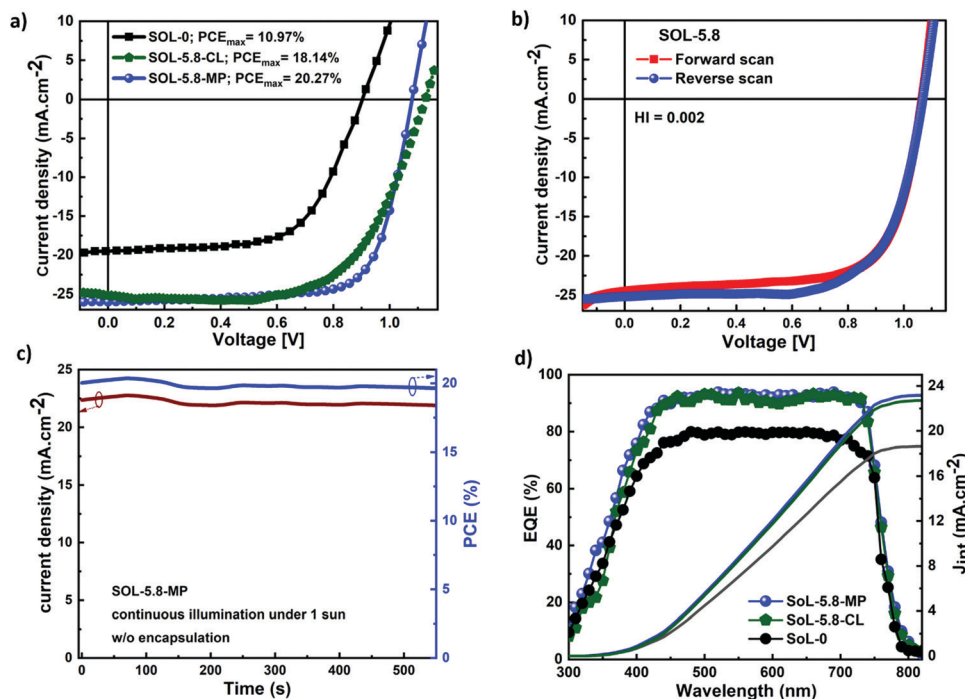 a)
SOL-0; PCEmax= 10.97%
SOL-5.8-CL; PCEmax= 18.14%
SOL-5.8-MP; PCEmax= 20.27%
10
5
0
-5
-10
-15
-20
-25
current density (mA.cm-2)
0.0 0.2 0.4 0.6 0.8 1.0
Voltage [V]
b)
SOL-5.8
Forward scan
Reverse scan
HI = 0.002
10
5
0
-5
-10
-15
-20
-25
Current density (mA.cm-2)
0.0 0.2 0.4 0.6 0.8 1.0
Voltage [V]
c)
25
20
15
10
5
0
current density (mA.cm-2)
SOL-5.8-MP
continuous illumination under 1 sun
w/o encapsulation
0 100 200 300 400 500
Time (s)
20
15
10
5
0
PCE (%)
d)
100
80
60
40
20
0
EQE (%)
SoL-5.8-MP
SoL-5.8-CL
SoL-0
300 400 500 600 700 800
Wavelength (nm)
24
20
16
12
8
4
0
Jint (mA.cm-2)